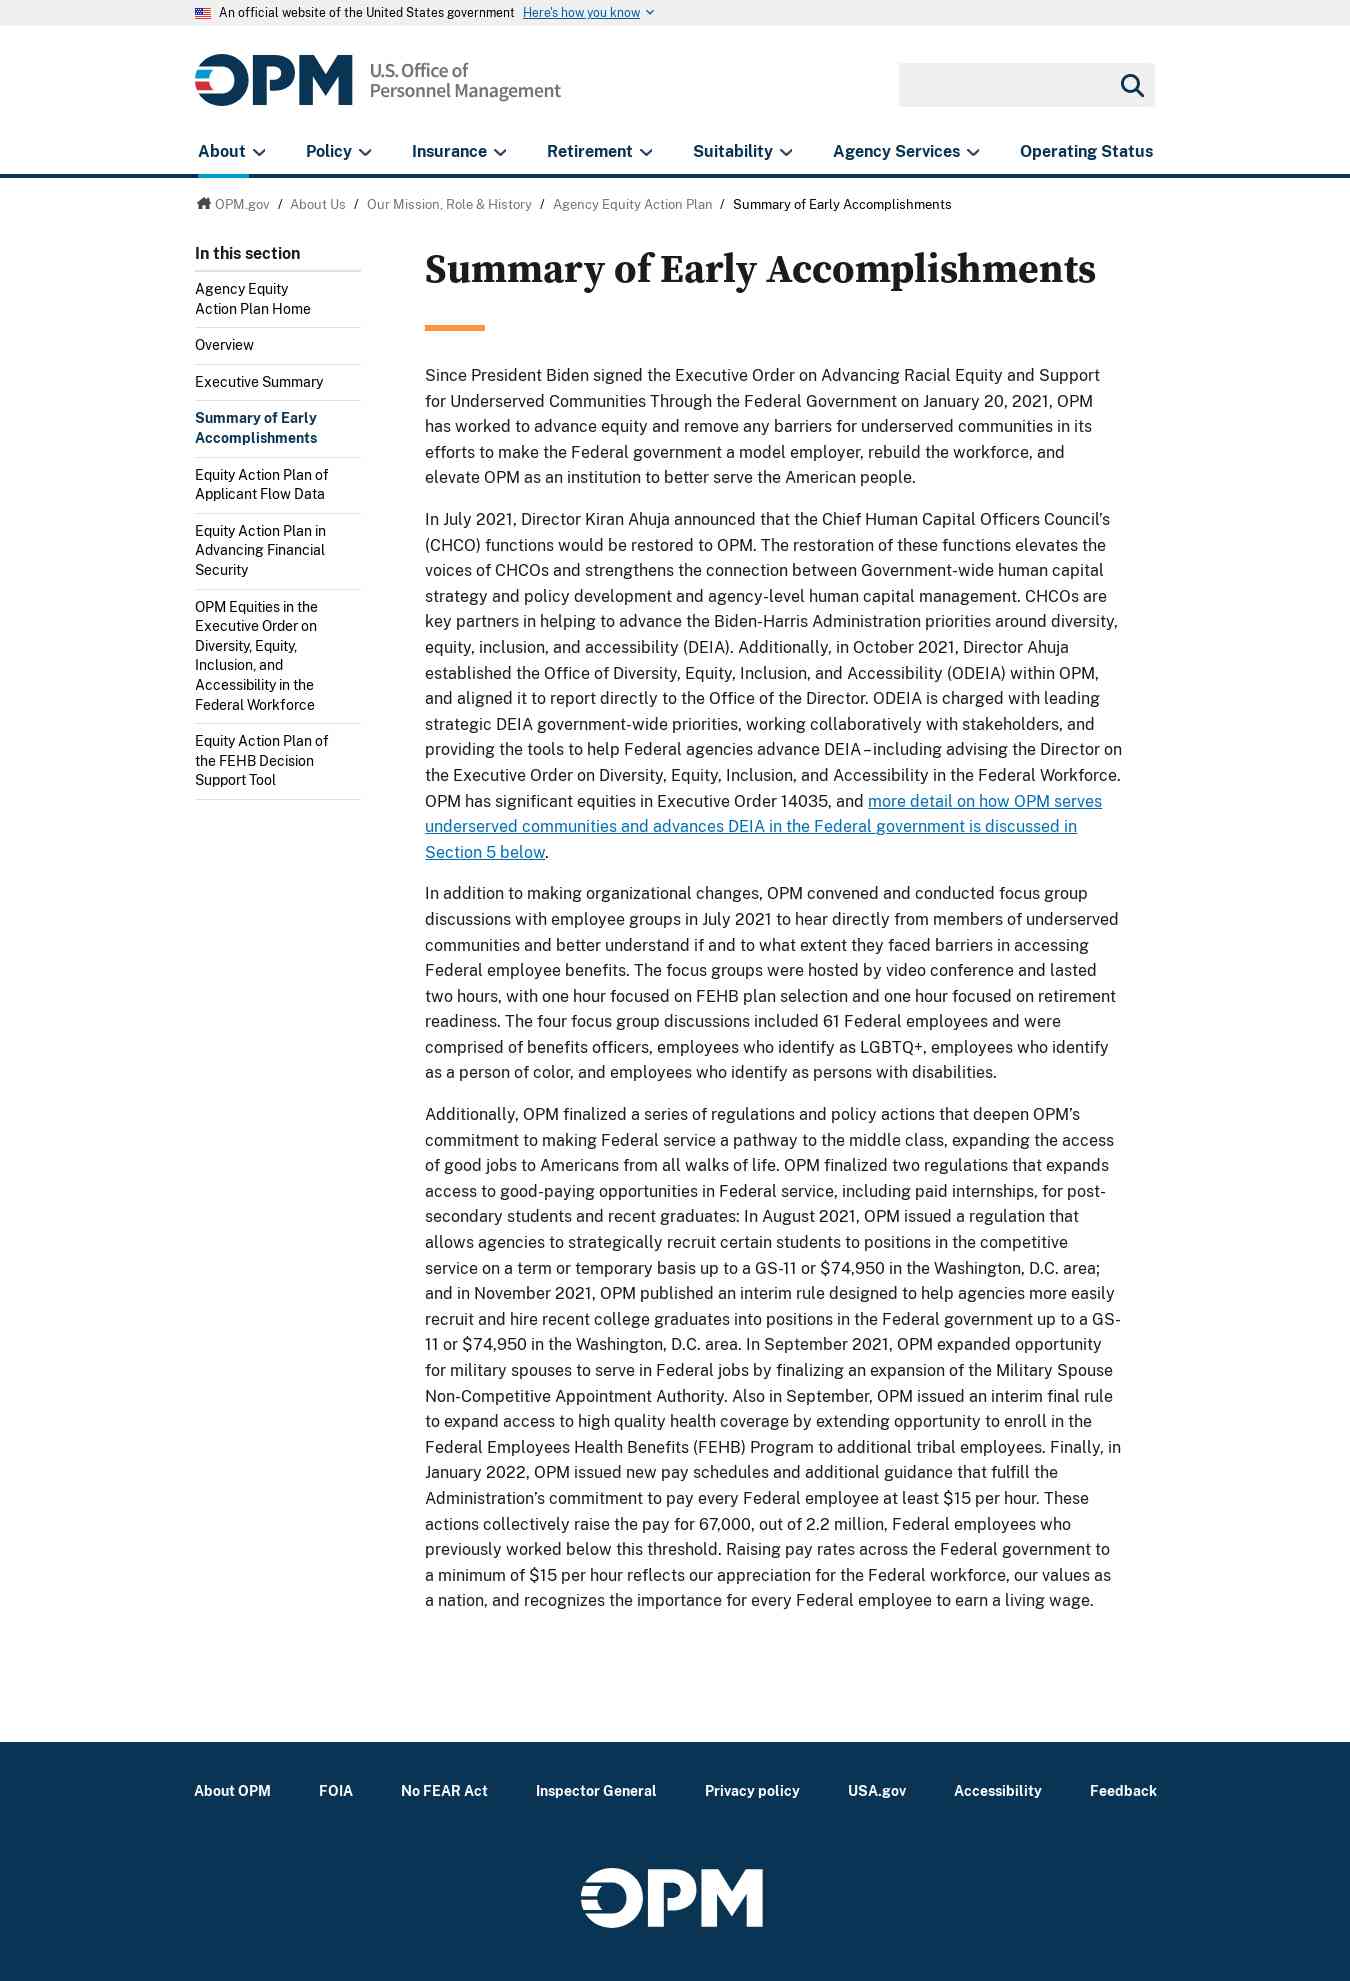 An official website of the United States government Here's how you know
OPM U.S. Office of
Personnel Management
About Policy Insurance Retirement Suitability Agency Services Operating Status
OPM.gov / About Us / Our Mission, Role & History / Agency Equity Action Plan / Summary of Early Accomplishments
In this section
Agency Equity
Action Plan Home
Overview
Executive Summary
Summary of Early
Accomplishments
Equity Action Plan of
Applicant Flow Data
Equity Action Plan in
Advancing Financial
Security
OPM Equities in the
Executive Order on
Diversity, Equity,
Inclusion, and
Accessibility in the
Federal Workforce
Equity Action Plan of
the FEHB Decision
Support Tool
Summary of Early Accomplishments
Since President Biden signed the Executive Order on Advancing Racial Equity and Support
for Underserved Communities Through the Federal Government on January 20, 2021, OPM
has worked to advance equity and remove any barriers for underserved communities in its
efforts to make the Federal government a model employer, rebuild the workforce, and
elevate OPM as an institution to better serve the American people.
In July 2021, Director Kiran Ahuja announced that the Chief Human Capital Officers Council’s
(CHCO) functions would be restored to OPM. The restoration of these functions elevates the
voices of CHCOs and strengthens the connection between Government-wide human capital
strategy and policy development and agency-level human capital management. CHCOs are
key partners in helping to advance the Biden-Harris Administration priorities around diversity,
equity, inclusion, and accessibility (DEIA). Additionally, in October 2021, Director Ahuja
established the Office of Diversity, Equity, Inclusion, and Accessibility (ODEIA) within OPM,
and aligned it to report directly to the Office of the Director. ODEIA is charged with leading
strategic DEIA government-wide priorities, working collaboratively with stakeholders, and
providing the tools to help Federal agencies advance DEIA – including advising the Director on
the Executive Order on Diversity, Equity, Inclusion, and Accessibility in the Federal Workforce.
OPM has significant equities in Executive Order 14035, and more detail on how OPM serves
underserved communities and advances DEIA in the Federal government is discussed in
Section 5 below.
In addition to making organizational changes, OPM convened and conducted focus group
discussions with employee groups in July 2021 to hear directly from members of underserved
communities and better understand if and to what extent they faced barriers in accessing
Federal employee benefits. The focus groups were hosted by video conference and lasted
two hours, with one hour focused on FEHB plan selection and one hour focused on retirement
readiness. The four focus group discussions included 61 Federal employees and were
comprised of benefits officers, employees who identify as LGBTQ+, employees who identify
as a person of color, and employees who identify as persons with disabilities.
Additionally, OPM finalized a series of regulations and policy actions that deepen OPM’s
commitment to making Federal service a pathway to the middle class, expanding the access
of good jobs to Americans from all walks of life. OPM finalized two regulations that expands
access to good-paying opportunities in Federal service, including paid internships, for post-
secondary students and recent graduates: In August 2021, OPM issued a regulation that
allows agencies to strategically recruit certain students to positions in the competitive
service on a term or temporary basis up to a GS-11 or $74,950 in the Washington, D.C. area;
and in November 2021, OPM published an interim rule designed to help agencies more easily
recruit and hire recent college graduates into positions in the Federal government up to a GS-
11 or $74,950 in the Washington, D.C. area. In September 2021, OPM expanded opportunity
for military spouses to serve in Federal jobs by finalizing an expansion of the Military Spouse
Non-Competitive Appointment Authority. Also in September, OPM issued an interim final rule
to expand access to high quality health coverage by extending opportunity to enroll in the
Federal Employees Health Benefits (FEHB) Program to additional tribal employees. Finally, in
January 2022, OPM issued new pay schedules and additional guidance that fulfill the
Administration’s commitment to pay every Federal employee at least $15 per hour. These
actions collectively raise the pay for 67,000, out of 2.2 million, Federal employees who
previously worked below this threshold. Raising pay rates across the Federal government to
a minimum of $15 per hour reflects our appreciation for the Federal workforce, our values as
a nation, and recognizes the importance for every Federal employee to earn a living wage.
About OPM FOIA No FEAR Act Inspector General Privacy policy USA.gov Accessibility Feedback
OPM